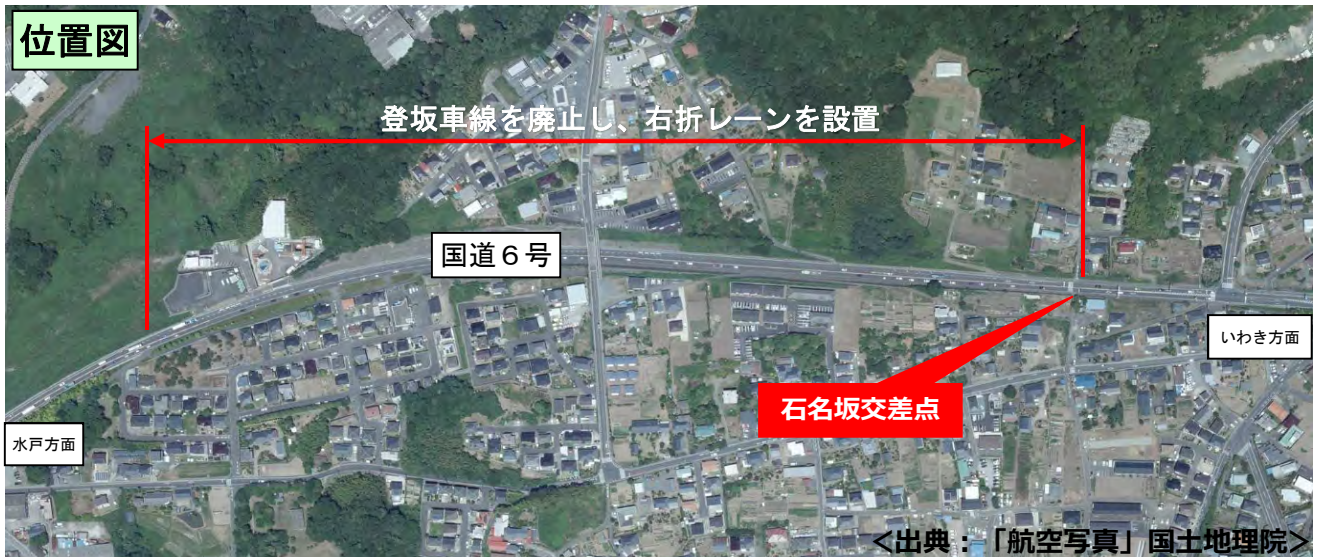 位置図
登坂車線を廃止し、右折レーンを設置
国道６号
いわき方面
石名坂交差点
水戸方面
<出典：「航空写真」国土地理院>